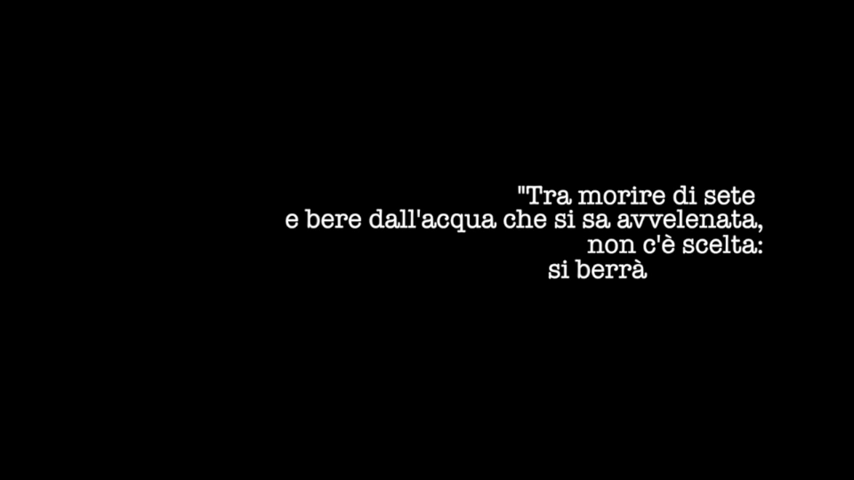 "Tra morire di sete
e bere dall'acqua che si sa avvelenata,
non c'è scelta:
si berrà